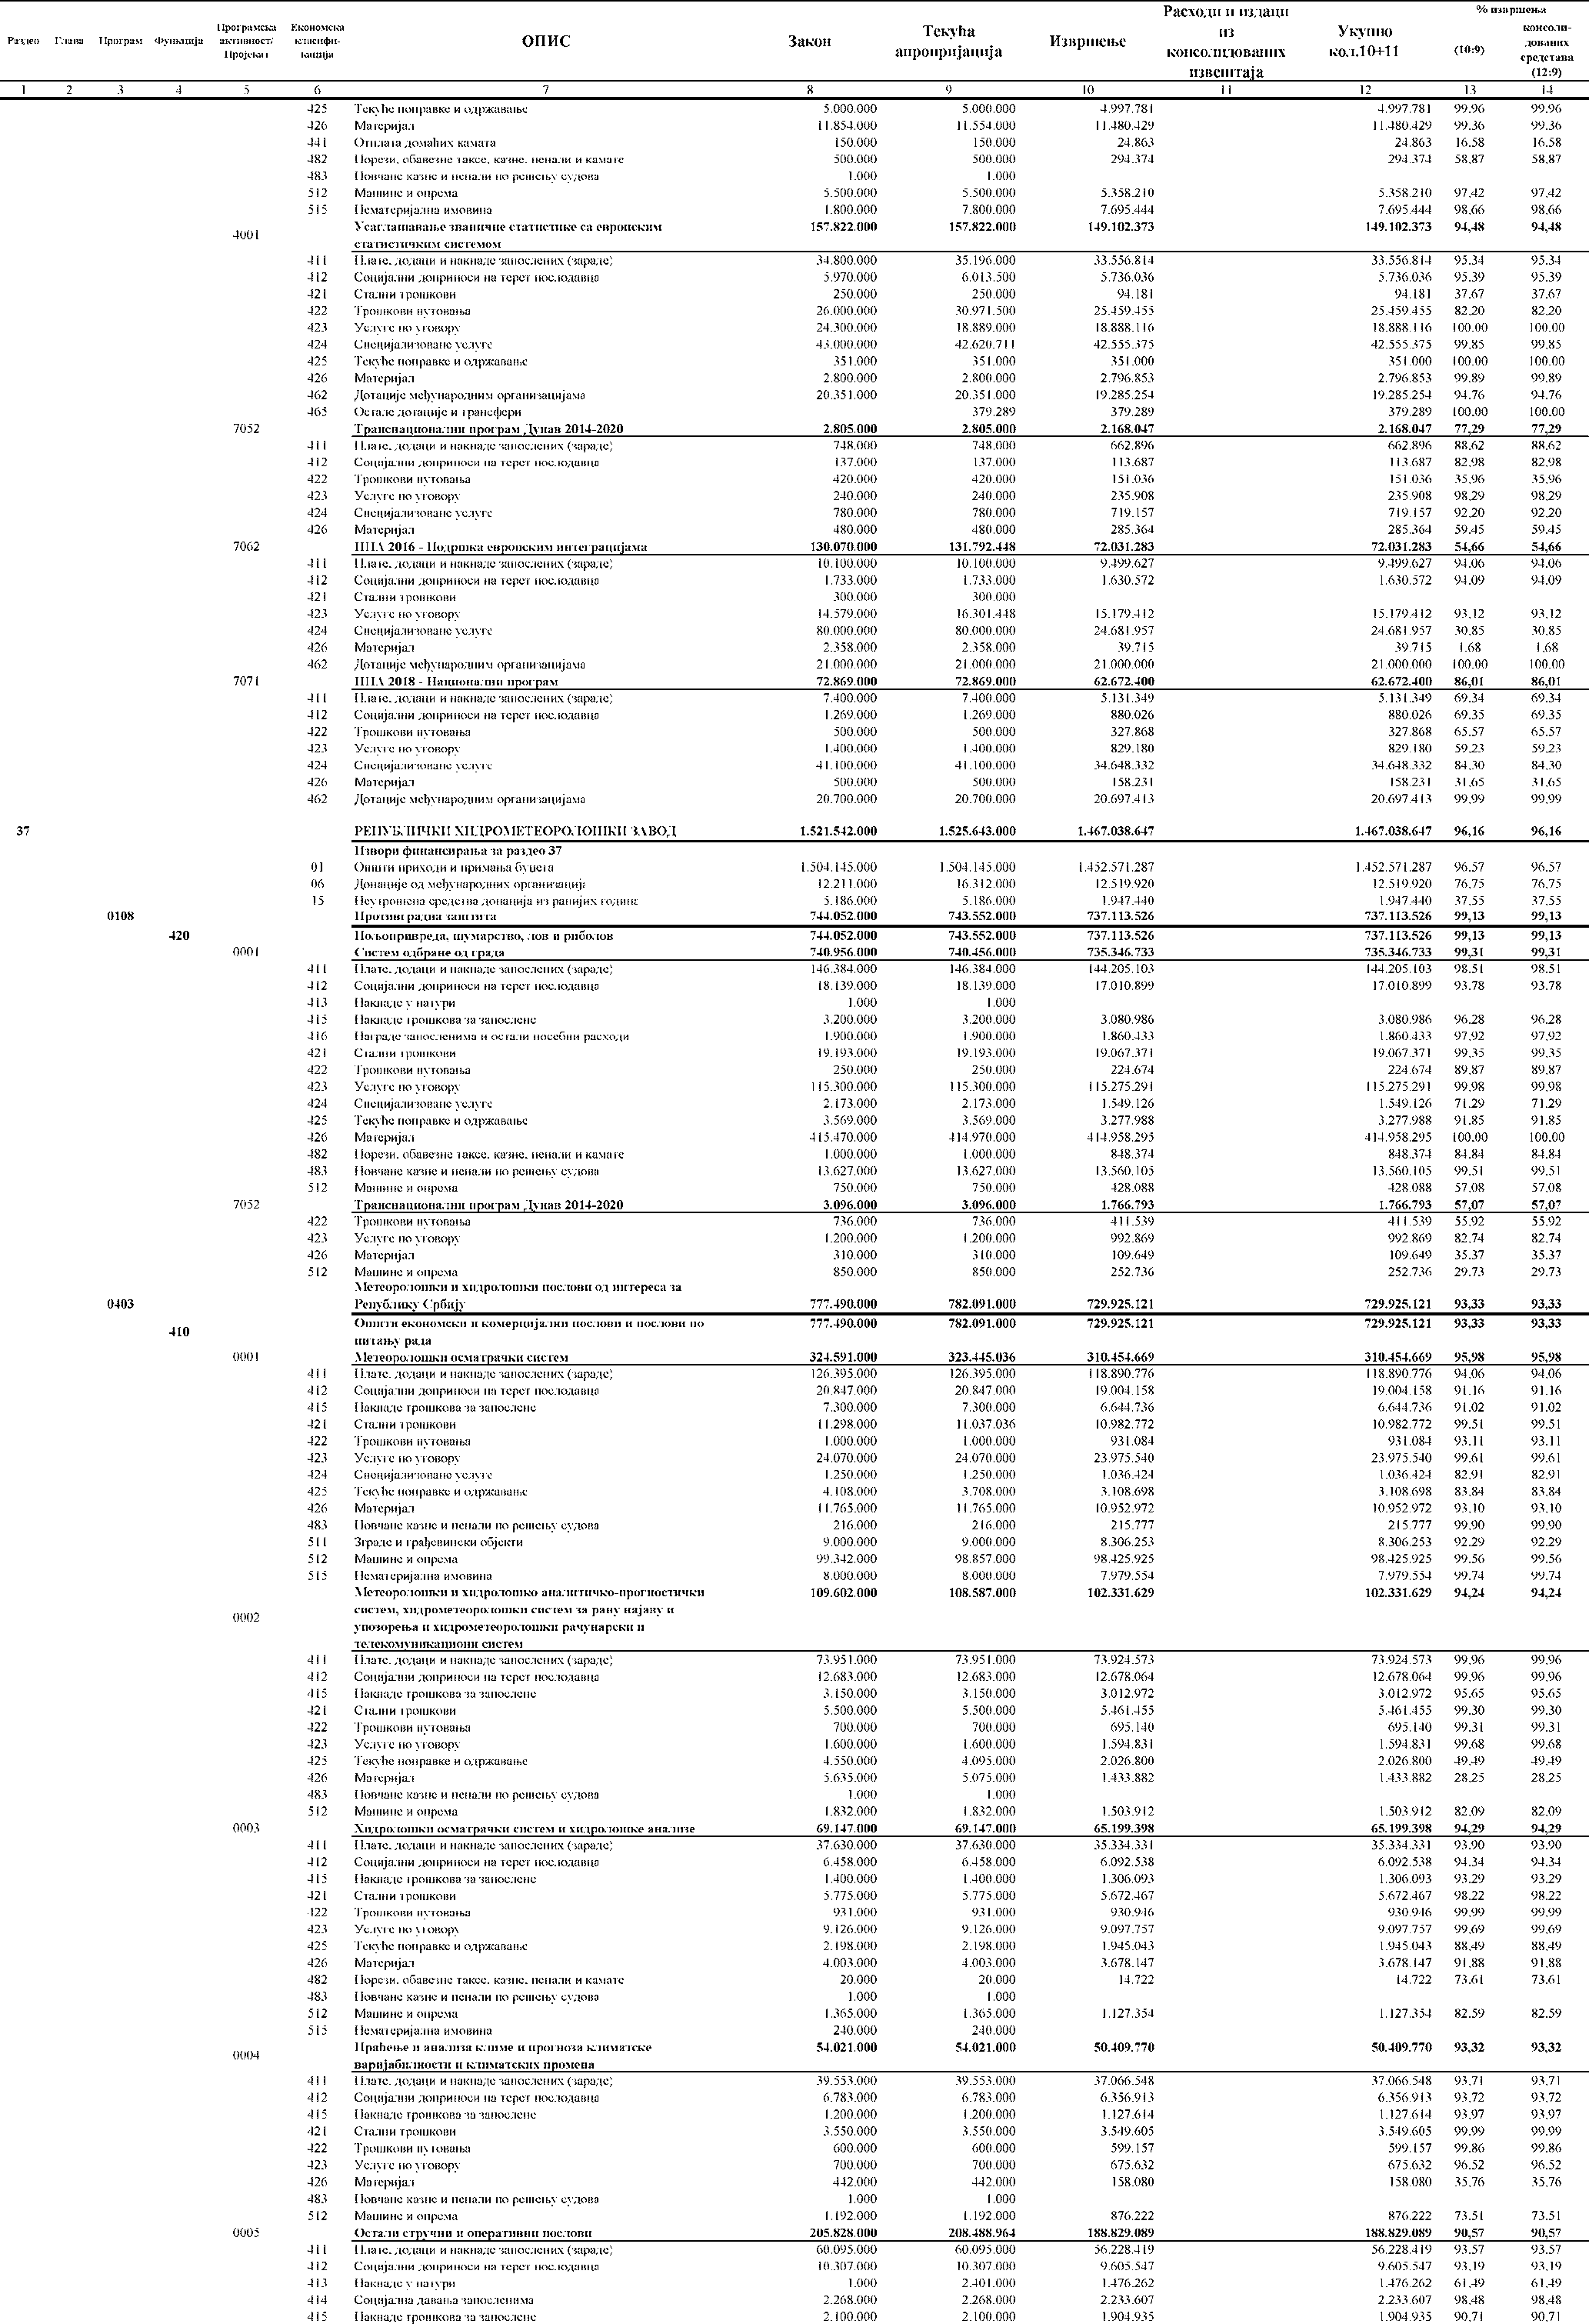 Раздео Глава Програм Функција Програмска активност/ Пројекат Економска класифи-кација ОПИС Закон Текућа апропријација Извршење Расходи и издаци из консолидованих извештаја Укупно кол.10+11 % извршења (10:9) консоли-дованих средстава (12:9)
1 2 3 4 5 6 7 8 9 10 11 12 13 14
425 Текуће поправке и одржавање 5.000.000 5.000.000 4.997.781 4.997.781 99,96 99,96
426 Материјал 11.854.000 11.554.000 11.480.429 11.480.429 99,36 99,36
441 Отплата домаћих камата 150.000 150.000 24.863 24.863 16,58 16,58
482 Порези, обавезне таксе, казне, пенали и камате 500.000 500.000 294.374 294.374 58,87 58,87
483 Новчане казне и пенали по решењу судова 1.000 1.000
512 Машине и опрема 5.500.000 5.500.000 5.358.210 5.358.210 97,42 97,42
515 Нематеријална имовина 1.800.000 7.800.000 7.695.444 7.695.444 98,66 98,66
4001 Усаглашавање званичне статистике са европским 157.822.000 157.822.000 149.102.373 149.102.373 94,48 94,48
статистичким системом
411 Плате, додаци и накнаде запослених (зараде) 34.800.000 35.196.000 33.556.814 33.556.814 95,34 95,34
412 Социјални доприноси на терет послодавца 5.970.000 6.013.500 5.736.036 5.736.036 95,39 95,39
421 Стални трошкови 250.000 250.000 94.181 94.181 37,67 37,67
422 Трошкови путовања 26.000.000 30.971.500 25.459.455 25.459.455 82,20 82,20
423 Услуге по уговору 24.300.000 18.889.000 18.888.116 18.888.116 100,00 100,00
424 Специјализоване услуге 43.000.000 42.620.711 42.555.375 42.555.375 99,85 99,85
425 Текуће поправке и одржавање 351.000 351.000 351.000 351.000 100,00 100,00
426 Материјал 2.800.000 2.800.000 2.796.853 2.796.853 99,89 99,89
462 Дотације међународним организацијама 20.351.000 20.351.000 19.285.254 19.285.254 94,76 94,76
465 Остале дотације и трансфери 379.289 379.289 379.289 100,00 100,00
7052 Транснационални програм Дунав 2014-2020 2.805.000 2.805.000 2.168.047 2.168.047 77,29 77,29
411 Плате, додаци и накнаде запослених (зараде) 748.000 748.000 662.896 662.896 88,62 88,62
412 Социјални доприноси на терет послодавца 137.000 137.000 113.687 113.687 82,98 82,98
422 Трошкови путовања 420.000 420.000 151.036 151.036 35,96 35,96
423 Услуге по уговору 240.000 240.000 235.908 235.908 98,29 98,29
424 Специјализоване услуге 780.000 780.000 719.157 719.157 92,20 92,20
426 Материјал 480.000 480.000 285.364 285.364 59,45 59,45
7062 ИПА 2016 - Подршка европским интеграцијама 130.070.000 131.792.448 72.031.283 72.031.283 54,66 54,66
411 Плате, додаци и накнаде запослених (зараде) 10.100.000 10.100.000 9.499.627 9.499.627 94,06 94,06
412 Социјални доприноси на терет послодавца 1.733.000 1.733.000 1.630.572 1.630.572 94,09 94,09
421 Стални трошкови 300.000 300.000
423 Услуге по уговору 14.579.000 16.301.448 15.179.412 15.179.412 93,12 93,12
424 Специјализоване услуге 80.000.000 80.000.000 24.681.957 24.681.957 30,85 30,85
426 Материјал 2.358.000 2.358.000 39.715 39.715 1,68 1,68
462 Дотације међународним организацијама 21.000.000 21.000.000 21.000.000 21.000.000 100,00 100,00
7071 ИПА 2018 - Национални програм 72.869.000 72.869.000 62.672.400 62.672.400 86,01 86,01
411 Плате, додаци и накнаде запослених (зараде) 7.400.000 7.400.000 5.131.349 5.131.349 69,34 69,34
412 Социјални доприноси на терет послодавца 1.269.000 1.269.000 880.026 880.026 69,35 69,35
422 Трошкови путовања 500.000 500.000 327.868 327.868 65,57 65,57
423 Услуге по уговору 1.400.000 1.400.000 829.180 829.180 59,23 59,23
424 Специјализоване услуге 41.100.000 41.100.000 34.648.332 34.648.332 84,30 84,30
426 Материјал 500.000 500.000 158.231 158.231 31,65 31,65
462 Дотације међународним организацијама 20.700.000 20.700.000 20.697.413 20.697.413 99,99 99,99
37 РЕПУБЛИЧКИ ХИДРОМЕТЕОРОЛОШКИ ЗАВОД 1.521.542.000 1.525.643.000 1.467.038.647 1.467.038.647 96,16 96,16
Извори финансирања за раздео 37
01 Општи приходи и примања буџета 1.504.145.000 1.504.145.000 1.452.571.287 1.452.571.287 96,57 96,57
06 Донације од међународних организација 12.211.000 16.312.000 12.519.920 12.519.920 76,75 76,75
15 Неутрошена средства донација из ранијих година 5.186.000 5.186.000 1.947.440 1.947.440 37,55 37,55
0108 Противградна заштита 744.052.000 743.552.000 737.113.526 737.113.526 99,13 99,13
420 Пољопривреда, шумарство, лов и риболов 744.052.000 743.552.000 737.113.526 737.113.526 99,13 99,13
0001 Систем одбране од града 740.956.000 740.456.000 735.346.733 735.346.733 99,31 99,31
411 Плате, додаци и накнаде запослених (зараде) 146.384.000 146.384.000 144.205.103 144.205.103 98,51 98,51
412 Социјални доприноси на терет послодавца 18.139.000 18.139.000 17.010.899 17.010.899 93,78 93,78
413 Накнаде у натури 1.000 1.000
415 Накнаде трошкова за запослене 3.200.000 3.200.000 3.080.986 3.080.986 96,28 96,28
416 Награде запосленима и остали посебни расходи 1.900.000 1.900.000 1.860.433 1.860.433 97,92 97,92
421 Стални трошкови 19.193.000 19.193.000 19.067.371 19.067.371 99,35 99,35
422 Трошкови путовања 250.000 250.000 224.674 224.674 89,87 89,87
423 Услуге по уговору 115.300.000 115.300.000 115.275.291 115.275.291 99,98 99,98
424 Специјализоване услуге 2.173.000 2.173.000 1.549.126 1.549.126 71,29 71,29
425 Текуће поправке и одржавање 3.569.000 3.569.000 3.277.988 3.277.988 91,85 91,85
426 Материјал 415.470.000 414.970.000 414.958.295 414.958.295 100,00 100,00
482 Порези, обавезне таксе, казне, пенали и камате 1.000.000 1.000.000 848.374 848.374 84,84 84,84
483 Новчане казне и пенали по решењу судова 13.627.000 13.627.000 13.560.105 13.560.105 99,51 99,51
512 Машине и опрема 750.000 750.000 428.088 428.088 57,08 57,08
7052 Транснационални програм Дунав 2014-2020 3.096.000 3.096.000 1.766.793 1.766.793 57,07 57,07
422 Трошкови путовања 736.000 736.000 411.539 411.539 55,92 55,92
423 Услуге по уговору 1.200.000 1.200.000 992.869 992.869 82,74 82,74
426 Материјал 310.000 310.000 109.649 109.649 35,37 35,37
512 Машине и опрема 850.000 850.000 252.736 252.736 29,73 29,73
Метеоролошки и хидролошки послови од интереса за
0403 Републику Србију 777.490.000 782.091.000 729.925.121 729.925.121 93,33 93,33
410 Општи економски и комерцијални послови и послови по 777.490.000 782.091.000 729.925.121 729.925.121 93,33 93,33
питању рада
0001 Метеоролошки осматрачки систем 324.591.000 323.445.036 310.454.669 310.454.669 95,98 95,98
411 Плате, додаци и накнаде запослених (зараде) 126.395.000 126.395.000 118.890.776 118.890.776 94,06 94,06
412 Социјални доприноси на терет послодавца 20.847.000 20.847.000 19.004.158 19.004.158 91,16 91,16
415 Накнаде трошкова за запослене 7.300.000 7.300.000 6.644.736 6.644.736 91,02 91,02
421 Стални трошкови 11.298.000 11.037.036 10.982.772 10.982.772 99,51 99,51
422 Трошкови путовања 1.000.000 1.000.000 931.084 931.084 93,11 93,11
423 Услуге по уговору 24.070.000 24.070.000 23.975.540 23.975.540 99,61 99,61
424 Специјализоване услуге 1.250.000 1.250.000 1.036.424 1.036.424 82,91 82,91
425 Текуће поправке и одржавање 4.108.000 3.708.000 3.108.698 3.108.698 83,84 83,84
426 Материјал 11.765.000 11.765.000 10.952.972 10.952.972 93,10 93,10
483 Новчане казне и пенали по решењу судова 216.000 216.000 215.777 215.777 99,90 99,90
511 Зграде и грађевински објекти 9.000.000 9.000.000 8.306.253 8.306.253 92,29 92,29
512 Машине и опрема 99.342.000 98.857.000 98.425.925 98.425.925 99,56 99,56
515 Нематеријална имовина 8.000.000 8.000.000 7.979.554 7.979.554 99,74 99,74
Метеоролошки и хидролошко аналитичко-прогностички 109.602.000 108.587.000 102.331.629 102.331.629 94,24 94,24
0002 систем, хидрометеоролошки систем за рану најаву и
упозорења и хидрометеоролошки рачунарски и
телекомуникациони систем
411 Плате, додаци и накнаде запослених (зараде) 73.951.000 73.951.000 73.924.573 73.924.573 99,96 99,96
412 Социјални доприноси на терет послодавца 12.683.000 12.683.000 12.678.064 12.678.064 99,96 99,96
415 Накнаде трошкова за запослене 3.150.000 3.150.000 3.012.972 3.012.972 95,65 95,65
421 Стални трошкови 5.500.000 5.500.000 5.461.455 5.461.455 99,30 99,30
422 Трошкови путовања 700.000 700.000 695.140 695.140 99,31 99,31
423 Услуге по уговору 1.600.000 1.600.000 1.594.831 1.594.831 99,68 99,68
425 Текуће поправке и одржавање 4.550.000 4.095.000 2.026.800 2.026.800 49,49 49,49
426 Материјал 5.635.000 5.075.000 1.433.882 1.433.882 28,25 28,25
483 Новчане казне и пенали по решењу судова 1.000 1.000
512 Машине и опрема 1.832.000 1.832.000 1.503.912 1.503.912 82,09 82,09
0003 Хидролошки осматрачки систем и хидролошке анализе 69.147.000 69.147.000 65.199.398 65.199.398 94,29 94,29
411 Плате, додаци и накнаде запослених (зараде) 37.630.000 37.630.000 35.334.331 35.334.331 93,90 93,90
412 Социјални доприноси на терет послодавца 6.458.000 6.458.000 6.092.538 6.092.538 94,34 94,34
415 Накнаде трошкова за запослене 1.400.000 1.400.000 1.306.093 1.306.093 93,29 93,29
421 Стални трошкови 5.775.000 5.775.000 5.672.467 5.672.467 98,22 98,22
422 Трошкови путовања 931.000 931.000 930.946 930.946 99,99 99,99
423 Услуге по уговору 9.126.000 9.126.000 9.097.757 9.097.757 99,69 99,69
425 Текуће поправке и одржавање 2.198.000 2.198.000 1.945.043 1.945.043 88,49 88,49
426 Материјал 4.003.000 4.003.000 3.678.147 3.678.147 91,88 91,88
482 Порези, обавезне таксе, казне, пенали и камате 20.000 20.000 14.722 14.722 73,61 73,61
483 Новчане казне и пенали по решењу судова 1.000 1.000
512 Машине и опрема 1.365.000 1.365.000 1.127.354 1.127.354 82,59 82,59
515 Нематеријална имовина 240.000 240.000
0004 Праћење и анализа климе и прогноза климатске 54.021.000 54.021.000 50.409.770 50.409.770 93,32 93,32
варијабилности и климатских промена
411 Плате, додаци и накнаде запослених (зараде) 39.553.000 39.553.000 37.066.548 37.066.548 93,71 93,71
412 Социјални доприноси на терет послодавца 6.783.000 6.783.000 6.356.913 6.356.913 93,72 93,72
415 Накнаде трошкова за запослене 1.200.000 1.200.000 1.127.614 1.127.614 93,97 93,97
421 Стални трошкови 3.550.000 3.550.000 3.549.605 3.549.605 99,99 99,99
422 Трошкови путовања 600.000 600.000 599.157 599.157 99,86 99,86
423 Услуге по уговору 700.000 700.000 675.632 675.632 96,52 96,52
426 Материјал 442.000 442.000 158.080 158.080 35,76 35,76
483 Новчане казне и пенали по решењу судова 1.000 1.000
512 Машине и опрема 1.192.000 1.192.000 876.222 876.222 73,51 73,51
0005 Остали стручни и оперативни послови 205.828.000 208.488.964 188.829.089 188.829.089 90,57 90,57
411 Плате, додаци и накнаде запослених (зараде) 60.095.000 60.095.000 56.228.419 56.228.419 93,57 93,57
412 Социјални доприноси на терет послодавца 10.307.000 10.307.000 9.605.547 9.605.547 93,19 93,19
413 Накнаде у натури 1.000 2.401.000 1.476.262 1.476.262 61,49 61,49
414 Социјална давања запосленима 2.268.000 2.268.000 2.233.607 2.233.607 98,48 98,48
415 Накнаде трошкова за запослене 2.100.000 2.100.000 1.904.935 1.904.935 90,71 90,71